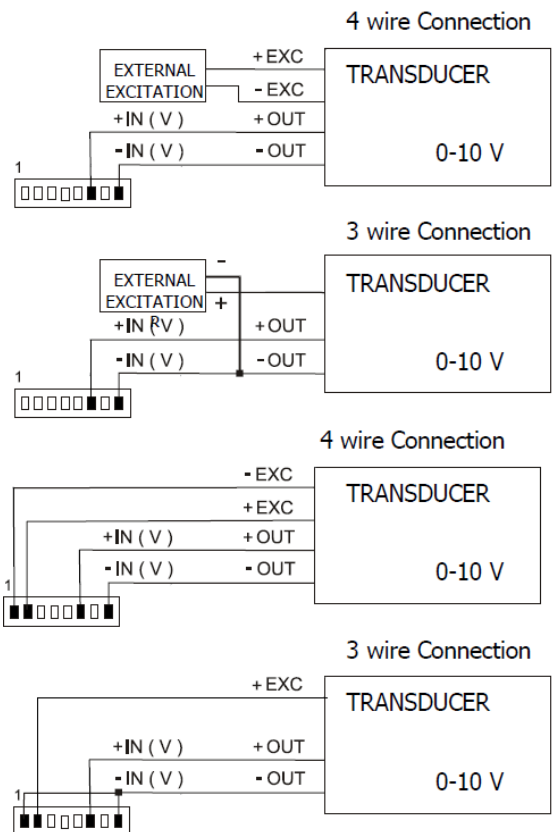 4 wire Connection
EXTERNAL
EXCITATION
+EXC
-EXC
TRANSDUCER
+IN ( V )
+OUT
-IN ( V )
-OUT
0-10 V
1
3 wire Connection
-
EXTERNAL
EXCITATION
+
R
TRANSDUCER
+IN ( V )
+OUT
-IN ( V )
-OUT
0-10 V
1
4 wire Connection
-EXC
TRANSDUCER
+EXC
+IN ( V )
+OUT
-IN ( V )
-OUT
0-10 V
1
3 wire Connection
+EXC
TRANSDUCER
+IN ( V )
+OUT
-IN ( V )
-OUT
0-10 V
1